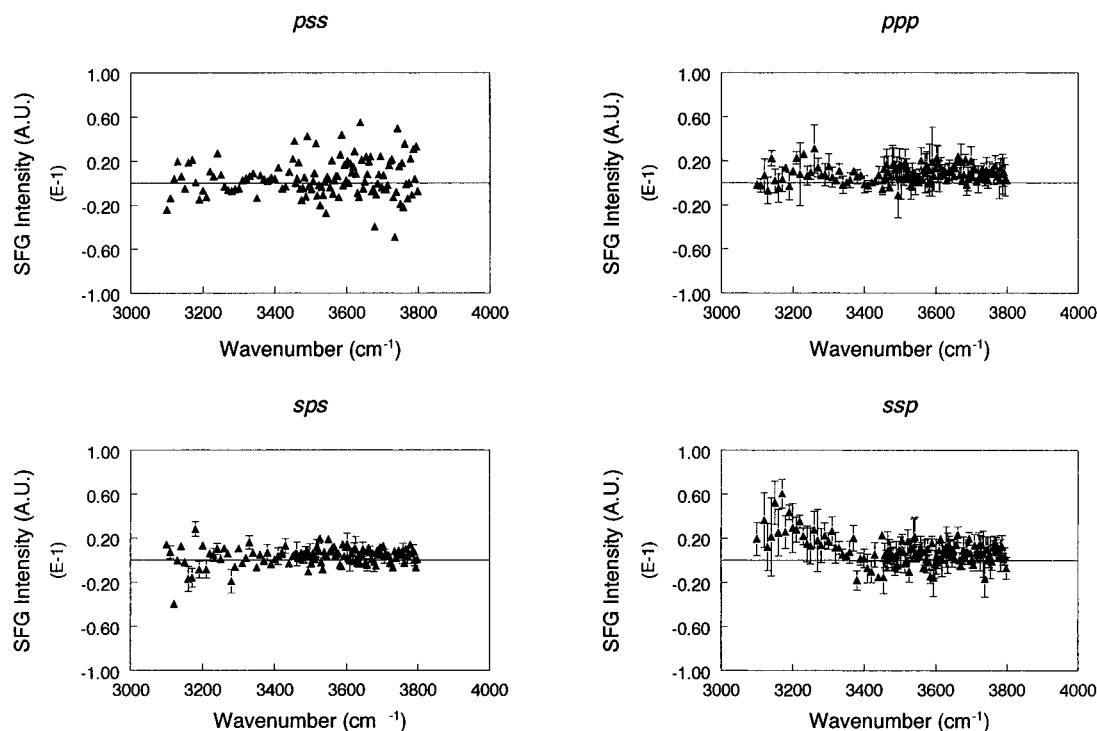 pss
SFG Intensity (A.U.)
(E-1)
1.00
0.60
0.20
-0.20
-0.60
-1.00
3000 3200 3400 3600 3800 4000
Wavenumber (cm⁻¹)
ppp
SFG Intensity (A.U.)
(E-1)
1.00
0.60
0.20
-0.20
-0.60
-1.00
3000 3200 3400 3600 3800 4000
Wavenumber (cm⁻¹)
sps
SFG Intensity (A.U.)
(E-1)
1.00
0.60
0.20
-0.20
-0.60
-1.00
3000 3200 3400 3600 3800 4000
Wavenumber (cm ⁻¹)
ssp
SFG Intensity (A.U.)
(E-1)
1.00
0.60
0.20
-0.20
-0.60
-1.00
3000 3200 3400 3600 3800 4000
Wavenumber (cm⁻¹)